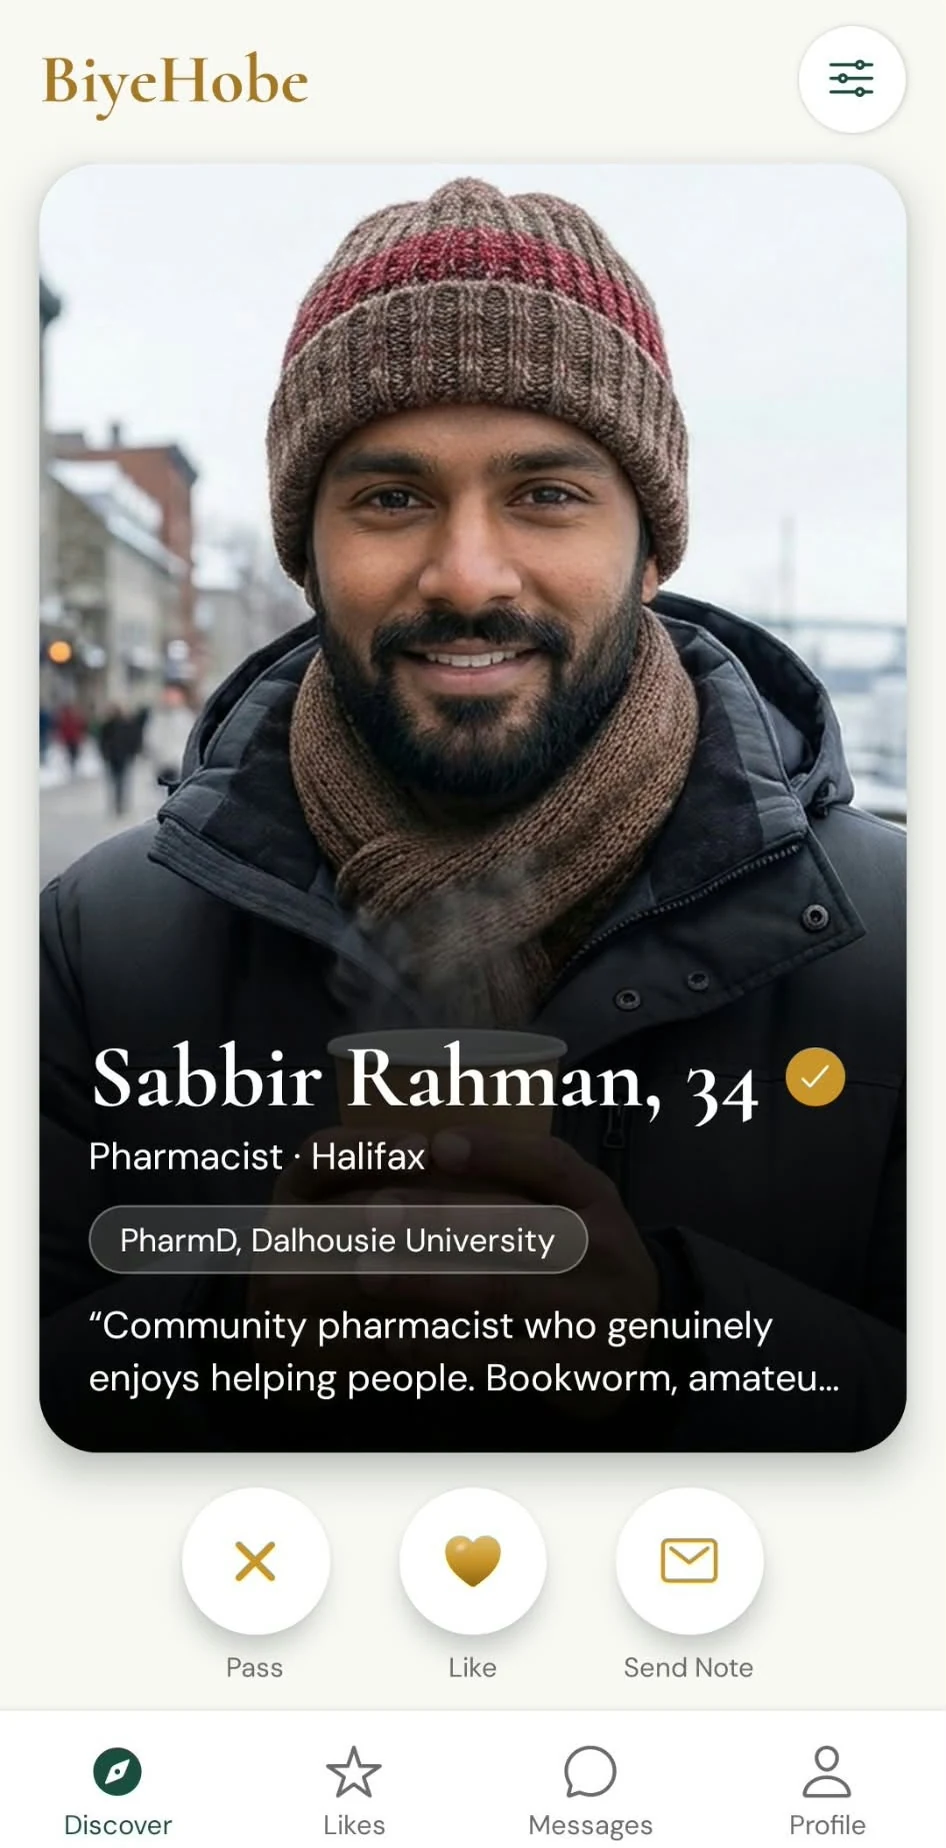 BiyeHobe
Sabbir Rahman, 34
Pharmacist · Halifax
PharmD, Dalhousie University
“Community pharmacist who genuinely
enjoys helping people. Bookworm, amateu...
Pass
Like
Send Note
Discover
Likes
Messages
Profile